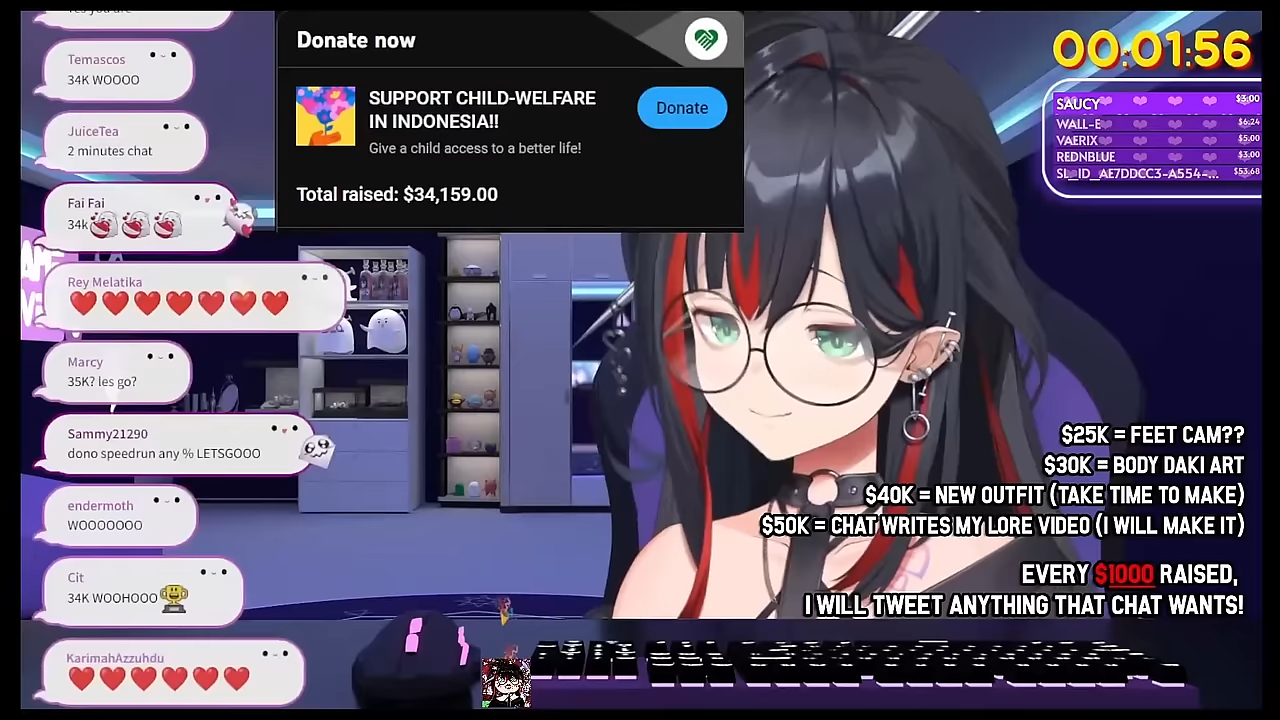 Yes you are
Temascos
34K WOOOO
JuiceTea
2 minutes chat
Fai Fai
34k
Rey Melatika
Marcy
35K? les go?
Sammy21290
dono speedrun any % LETSGOOO
endermoth
WOOOOOOO
Cit
34K WOOHOOO
KarimahAzzuhdu
Donate now
SUPPORT CHILD-WELFARE
IN INDONESIA!!
Donate
Give a child access to a better life!
Total raised: $34,159.00
00:01:56
SAUCY $3.00
WALL-E $6.24
VAERIX $5.00
REDNBLUE $3.00
SL_ID_AE7DDCC3-A554-... $53.68
$25K = FEET CAM??
$30K = BODY DAKI ART
$40K = NEW OUTFIT (TAKE TIME TO MAKE)
$50K = CHAT WRITES MY LORE VIDEO (I WILL MAKE IT)
EVERY $1000 RAISED,
I WILL TWEET ANYTHING THAT CHAT WANTS!